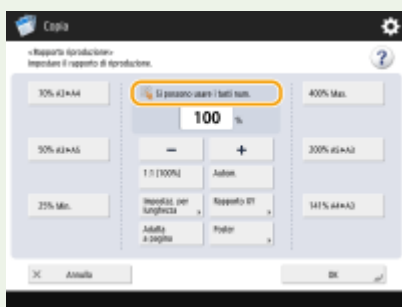 Copia
<Rapporto riproduzione>
Impostare il rapporto di riproduzione.
70% A3➔A4
Si possono usare i tasti num.
400% Max.
100 %
50% A3➔A5
-
+
200% A5➔A3
1:1 (100%)
Autom.
25% Min.
Impostaz. per
lunghezza
Rapporto XY
141% A4➔A3
Adatta
a pagina
Poster
Annulla
OK